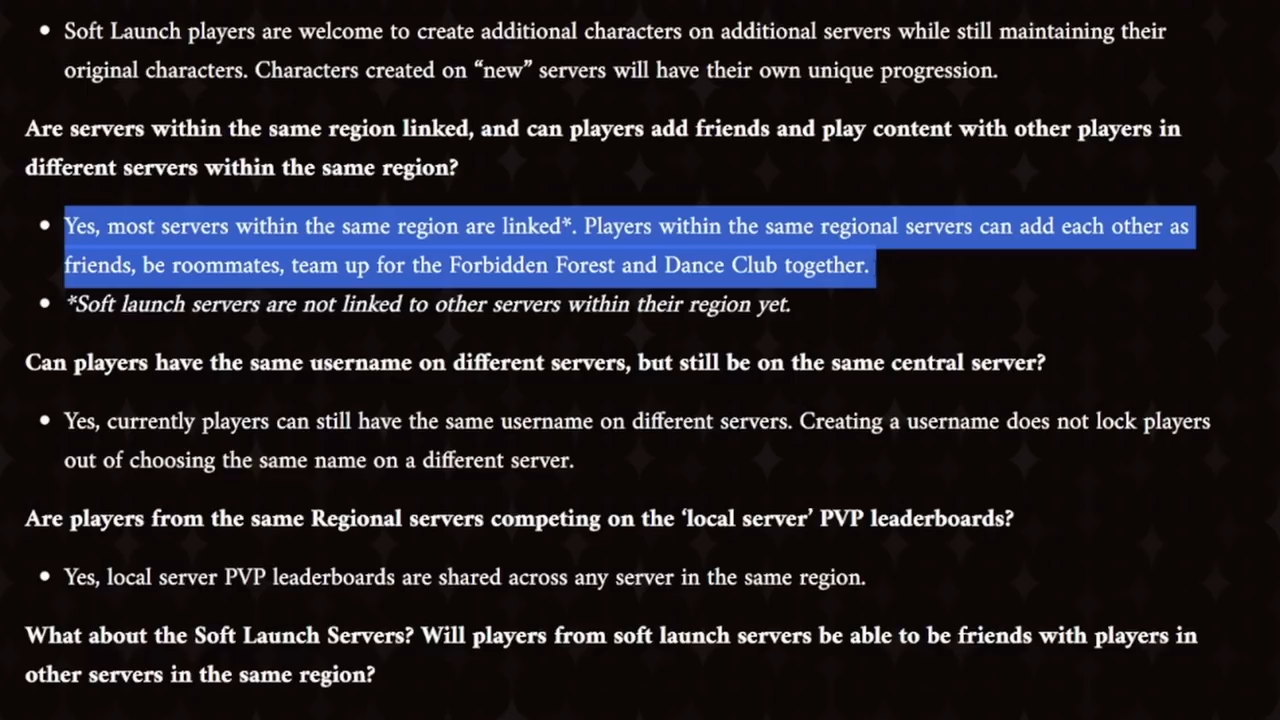 • Soft Launch players are welcome to create additional characters on additional servers while still maintaining their
original characters. Characters created on “new” servers will have their own unique progression.
Are servers within the same region linked, and can players add friends and play content with other players in
different servers within the same region?
• Yes, most servers within the same region are linked*. Players within the same regional servers can add each other as
friends, be roommates, team up for the Forbidden Forest and Dance Club together.
• *Soft launch servers are not linked to other servers within their region yet.
Can players have the same username on different servers, but still be on the same central server?
• Yes, currently players can still have the same username on different servers. Creating a username does not lock players
out of choosing the same name on a different server.
Are players from the same Regional servers competing on the ‘local server’ PVP leaderboards?
• Yes, local server PVP leaderboards are shared across any server in the same region.
What about the Soft Launch Servers? Will players from soft launch servers be able to be friends with players in
other servers in the same region?